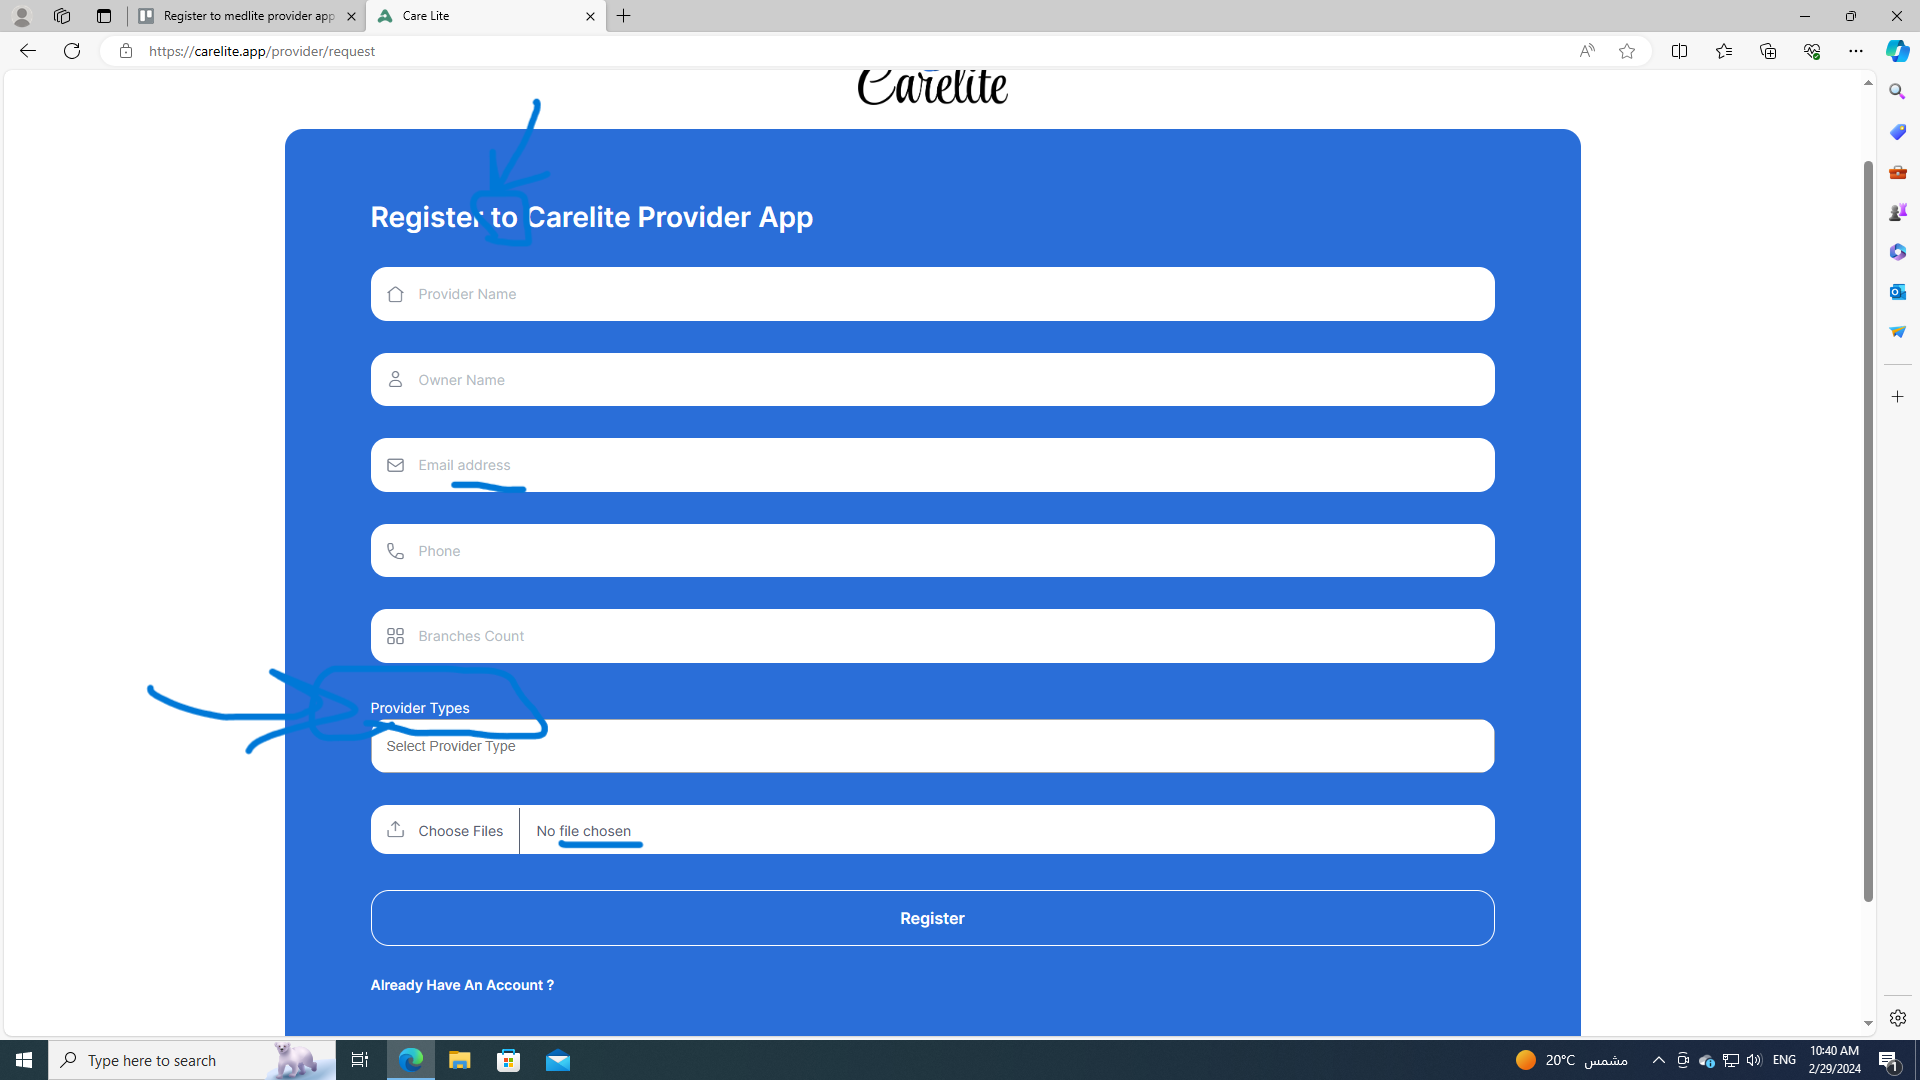 Register to medlite provider app
Care Lite
https://carelite.app/provider/request
Carelite
Register to Carelite Provider App
Provider Name
Owner Name
Email address
Phone
Branches Count
Provider Types
Select Provider Type
Choose Files
No file chosen
Register
Already Have An Account ?
Type here to search
20°C مشمس
ENG
10:40 AM
2/29/2024
1